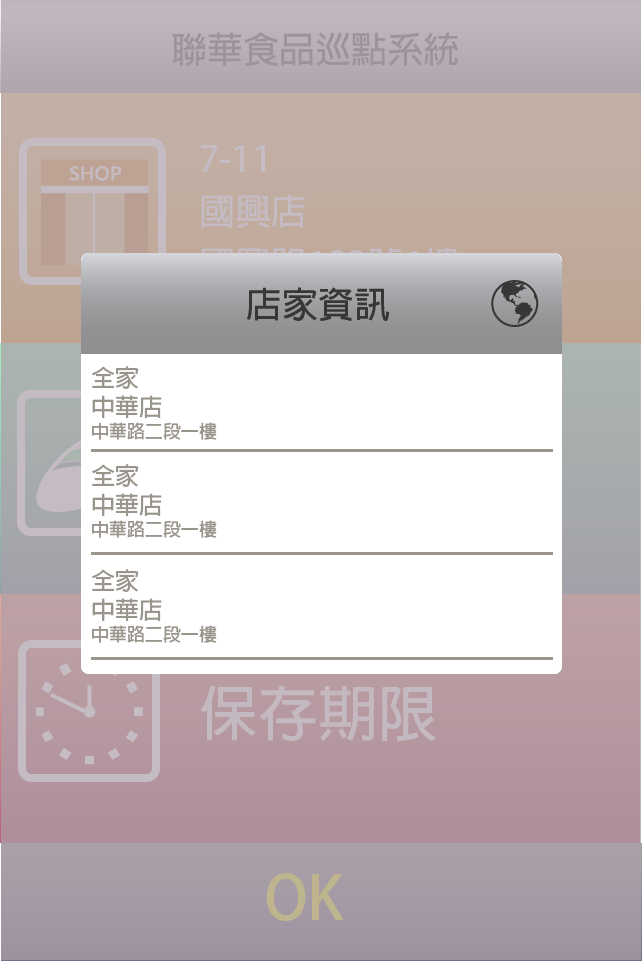 聯華食品巡點系統
SHOP
7-11
國興店
店家資訊
全家
中華店
中華路二段一樓
全家
中華店
中華路二段一樓
全家
中華店
中華路二段一樓
保存期限
OK